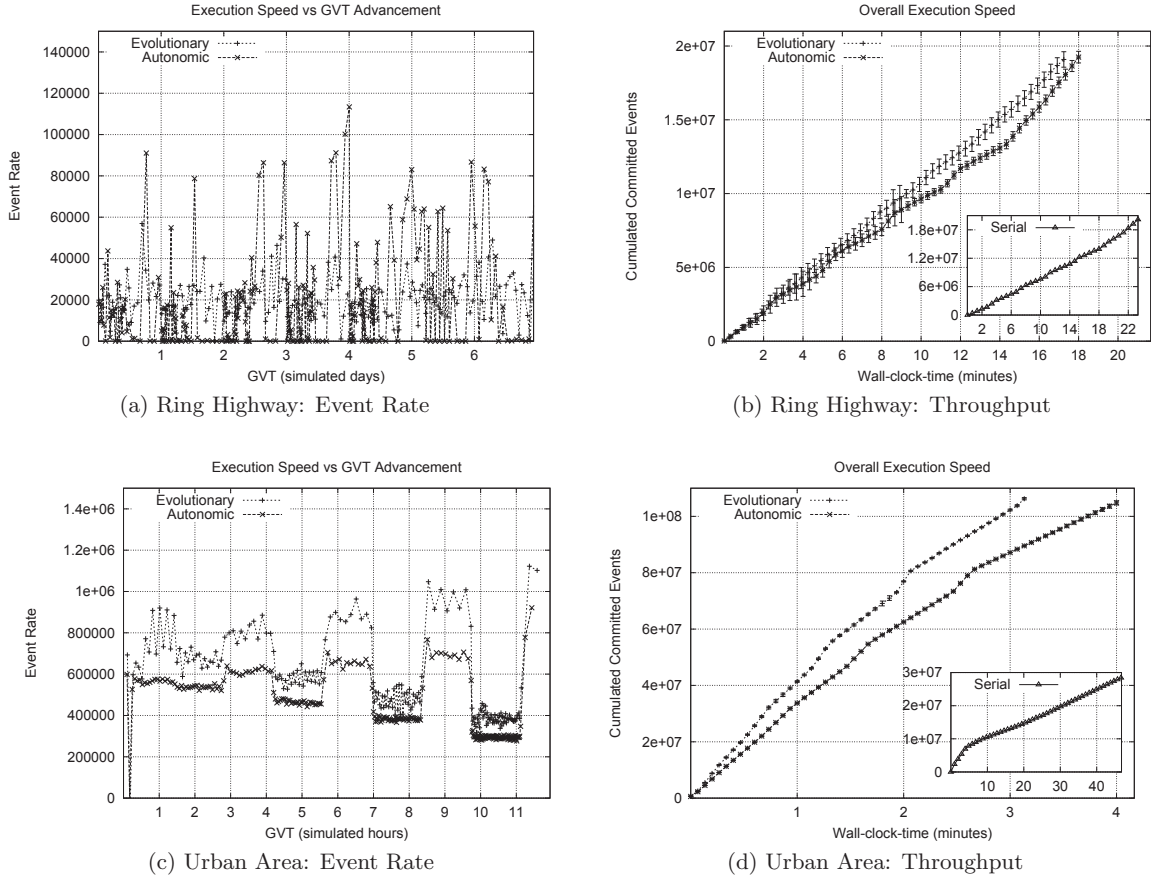 Execution Speed vs GVT Advancement
Evolutionary
Autonomic
140000
120000
100000
80000
60000
40000
20000
0
Event Rate
1 2 3 4 5 6
GVT (simulated days)
(a) Ring Highway: Event Rate
Overall Execution Speed
Evolutionary
Autonomic
2e+07
1.5e+07
1e+07
5e+06
0
Cumulated Committed Events
Serial
1.8e+07
1.2e+07
6e+06
0
2 6 10 14 18 22
2 4 6 8 10 12 14 16 18 20
Wall-clock-time (minutes)
(b) Ring Highway: Throughput
Execution Speed vs GVT Advancement
Evolutionary
Autonomic
1.4e+06
1.2e+06
1e+06
800000
600000
400000
200000
0
Event Rate
1 2 3 4 5 6 7 8 9 10 11
GVT (simulated hours)
(c) Urban Area: Event Rate
Overall Execution Speed
Evolutionary
Autonomic
1e+08
8e+07
6e+07
4e+07
2e+07
0
Cumulated Committed Events
Serial
3e+07
2e+07
1e+07
0
10 20 30 40
1 2 3 4
Wall-clock-time (minutes)
(d) Urban Area: Throughput